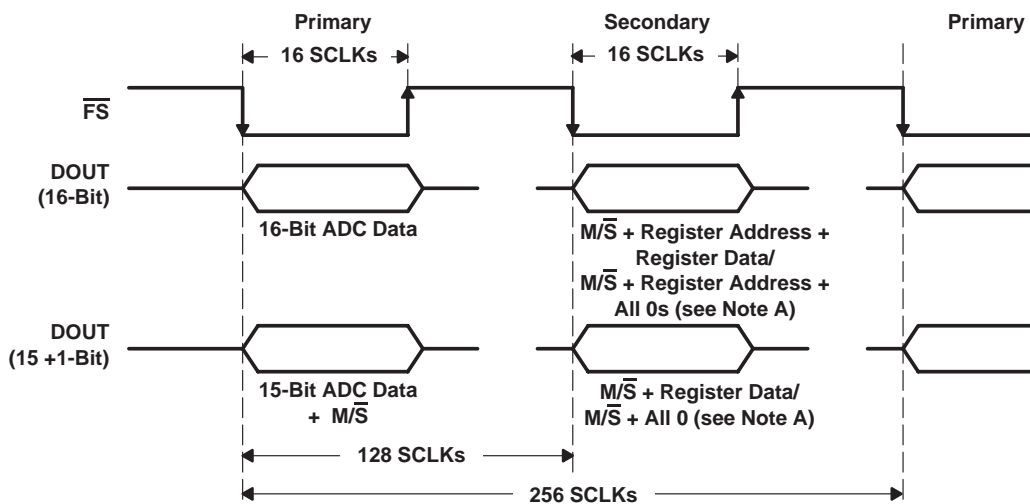 Primary
Secondary
Primary
16 SCLKs
16 SCLKs
F̅S̅
DOUT
(16-Bit)
16-Bit ADC Data
M/S̅ + Register Address +
Register Data/
M/S̅ + Register Address +
All 0s (see Note A)
DOUT
(15 +1-Bit)
15-Bit ADC Data
+ M/S̅
M/S̅ + Register Data/
M/S̅ + All 0 (see Note A)
128 SCLKs
256 SCLKs